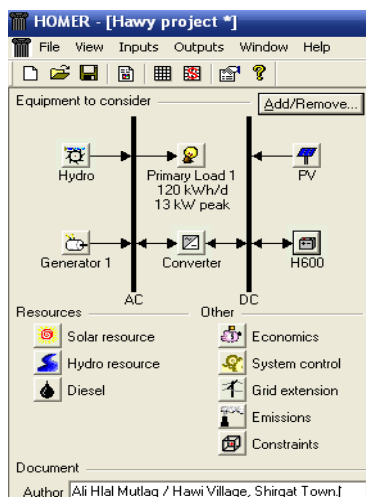 HOMER - [Hawy project *]
File View Inputs Outputs Window Help
Equipment to consider Add/Remove...
Hydro Primary Load 1 PV
120 kWh/d
13 kW peak
Generator 1 Converter H600
AC DC
Resources Other
Solar resource Economics
Hydro resource System control
Diesel Grid extension
Emissions
Constraints
Document
Author Ali Hlal Mutlag / Hawi Village, Shirqat Town.